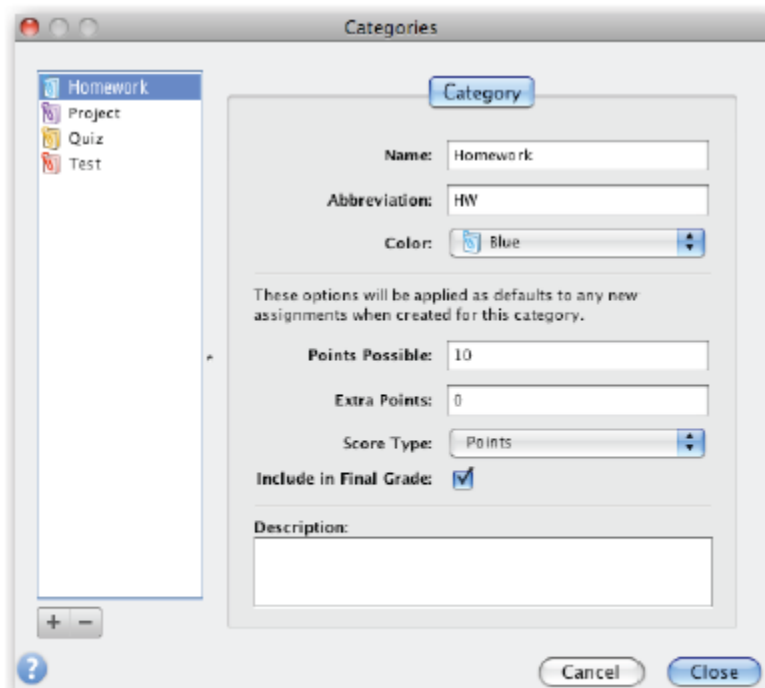 Categories
Homework
Project
Quiz
Test
Category
Name: Homework
Abbreviation: HW
Color: Blue
These options will be applied as defaults to any new
assignments when created for this category.
Points Possible: 10
Extra Points: 0
Score Type: Points
Include in Final Grade:
Description:
+ −
?
Cancel Close